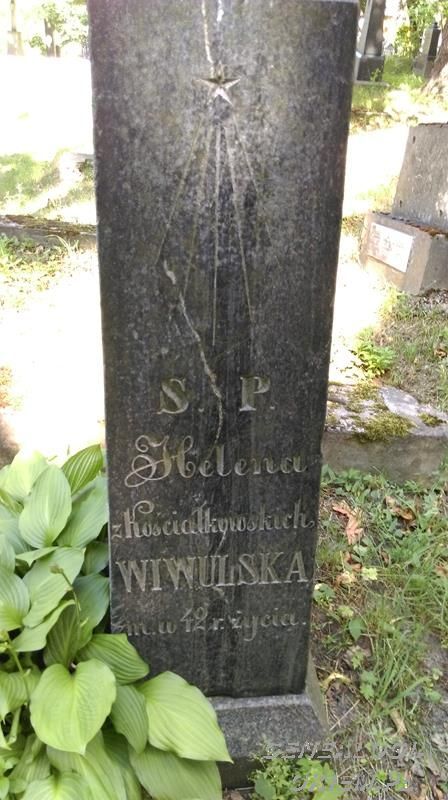 Ś. P.
Helena
z Kościałkowskich
WIWULSKA
zm. w 42 r. życia.